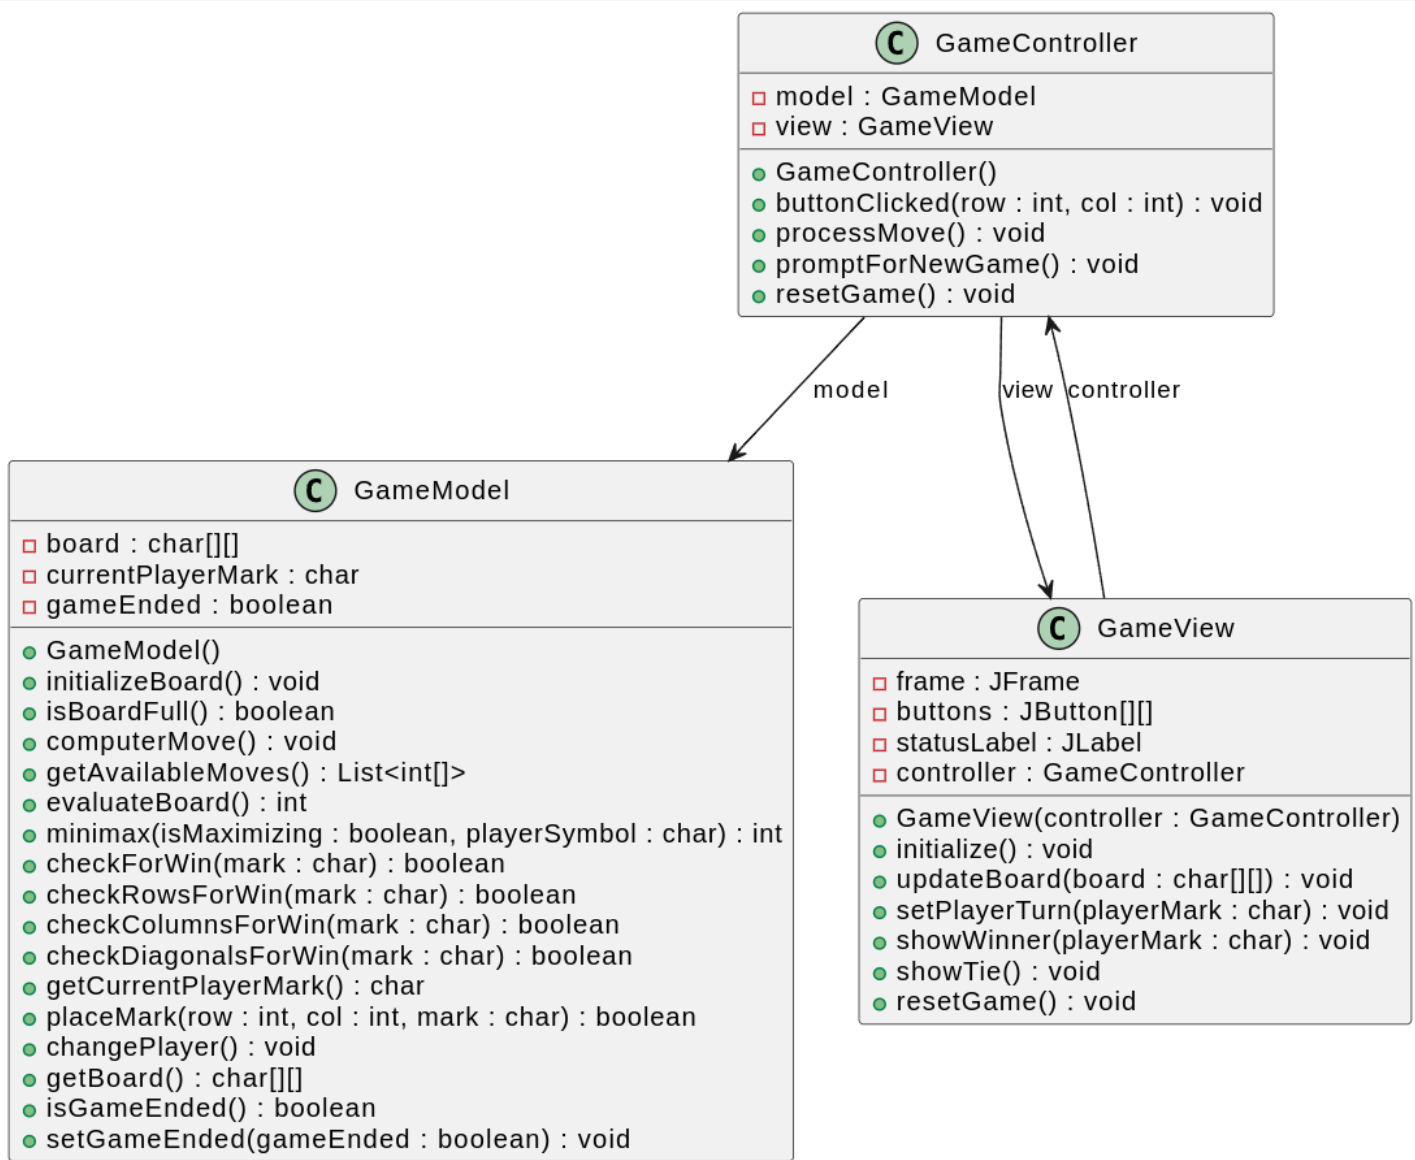 C GameController
model : GameModel
view : GameView
GameController()
buttonClicked(row : int, col : int) : void
processMove() : void
promptForNewGame() : void
resetGame() : void
model
view
controller
C GameModel
board : char[][]
currentPlayerMark : char
gameEnded : boolean
GameModel()
initializeBoard() : void
isBoardFull() : boolean
computerMove() : void
getAvailableMoves() : List<int[]>
evaluateBoard() : int
minimax(isMaximizing : boolean, playerSymbol : char) : int
checkForWin(mark : char) : boolean
checkRowsForWin(mark : char) : boolean
checkColumnsForWin(mark : char) : boolean
checkDiagonalsForWin(mark : char) : boolean
getCurrentPlayerMark() : char
placeMark(row : int, col : int, mark : char) : boolean
changePlayer() : void
getBoard() : char[][]
isGameEnded() : boolean
setGameEnded(gameEnded : boolean) : void
C GameView
frame : JFrame
buttons : JButton[][]
statusLabel : JLabel
controller : GameController
GameView(controller : GameController)
initialize() : void
updateBoard(board : char[][]) : void
setPlayerTurn(playerMark : char) : void
showWinner(playerMark : char) : void
showTie() : void
resetGame() : void